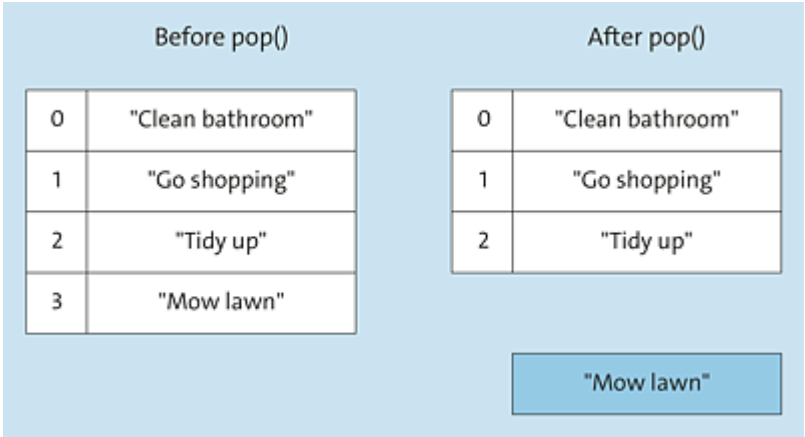 Before pop()
0 "Clean bathroom"
1 "Go shopping"
2 "Tidy up"
3 "Mow lawn"
After pop()
0 "Clean bathroom"
1 "Go shopping"
2 "Tidy up"
"Mow lawn"